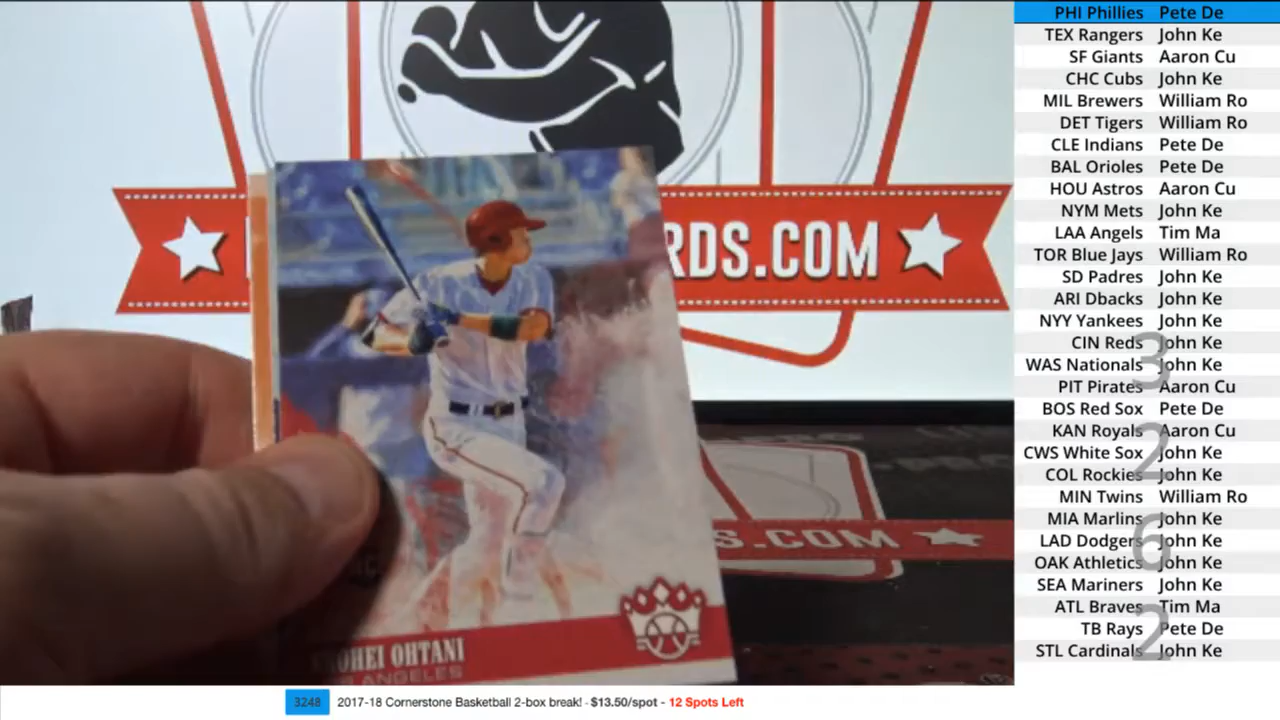 RDS.COM
S.COM
OHEI OHTANI
ANGELES
PHI Phillies Pete De
TEX Rangers John Ke
SF Giants Aaron Cu
CHC Cubs John Ke
MIL Brewers William Ro
DET Tigers William Ro
CLE Indians Pete De
BAL Orioles Pete De
HOU Astros Aaron Cu
NYM Mets John Ke
LAA Angels Tim Ma
TOR Blue Jays William Ro
SD Padres John Ke
ARI Dbacks John Ke
NYY Yankees John Ke
CIN Reds John Ke
WAS Nationals John Ke
PIT Pirates Aaron Cu
BOS Red Sox Pete De
KAN Royals Aaron Cu
CWS White Sox John Ke
COL Rockies John Ke
MIN Twins William Ro
MIA Marlins John Ke
LAD Dodgers John Ke
OAK Athletics John Ke
SEA Mariners John Ke
ATL Braves Tim Ma
TB Rays Pete De
STL Cardinals John Ke
3
2
6
2
3248 2017-18 Cornerstone Basketball 2-box break! - $13.50/spot - 12 Spots Left